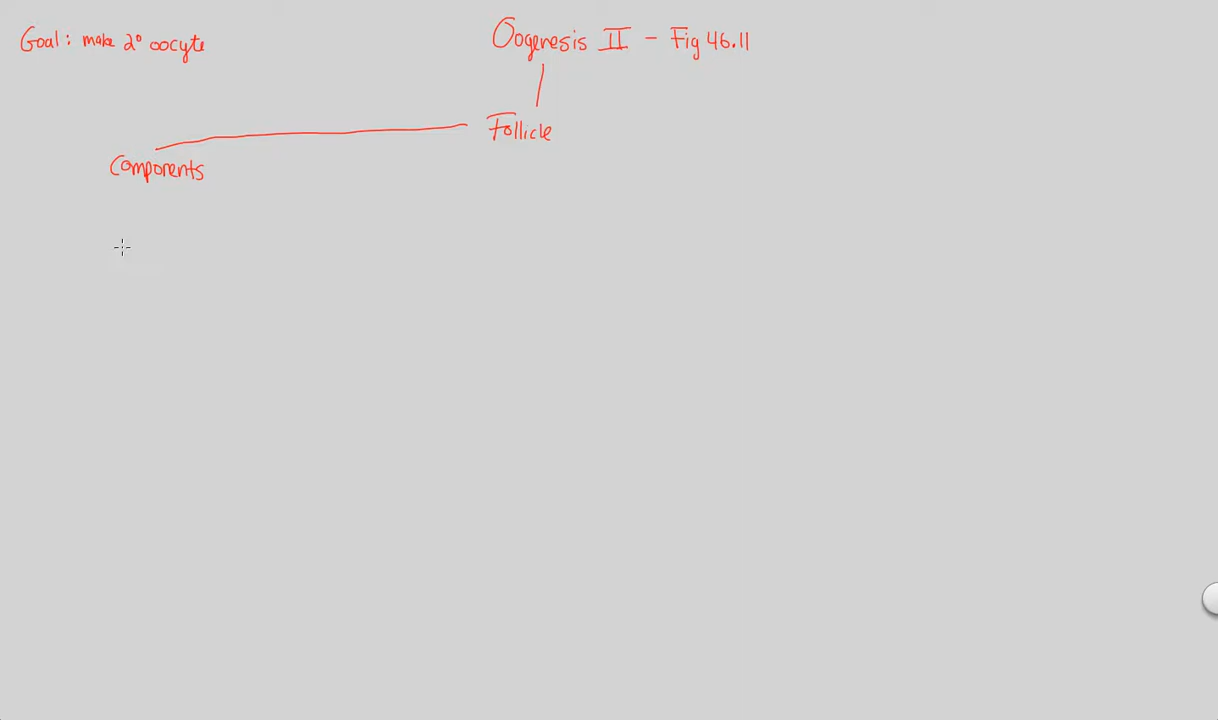 Goal: make 2° oocyte
Oogenesis II - Fig 46.11
Follicle
Components